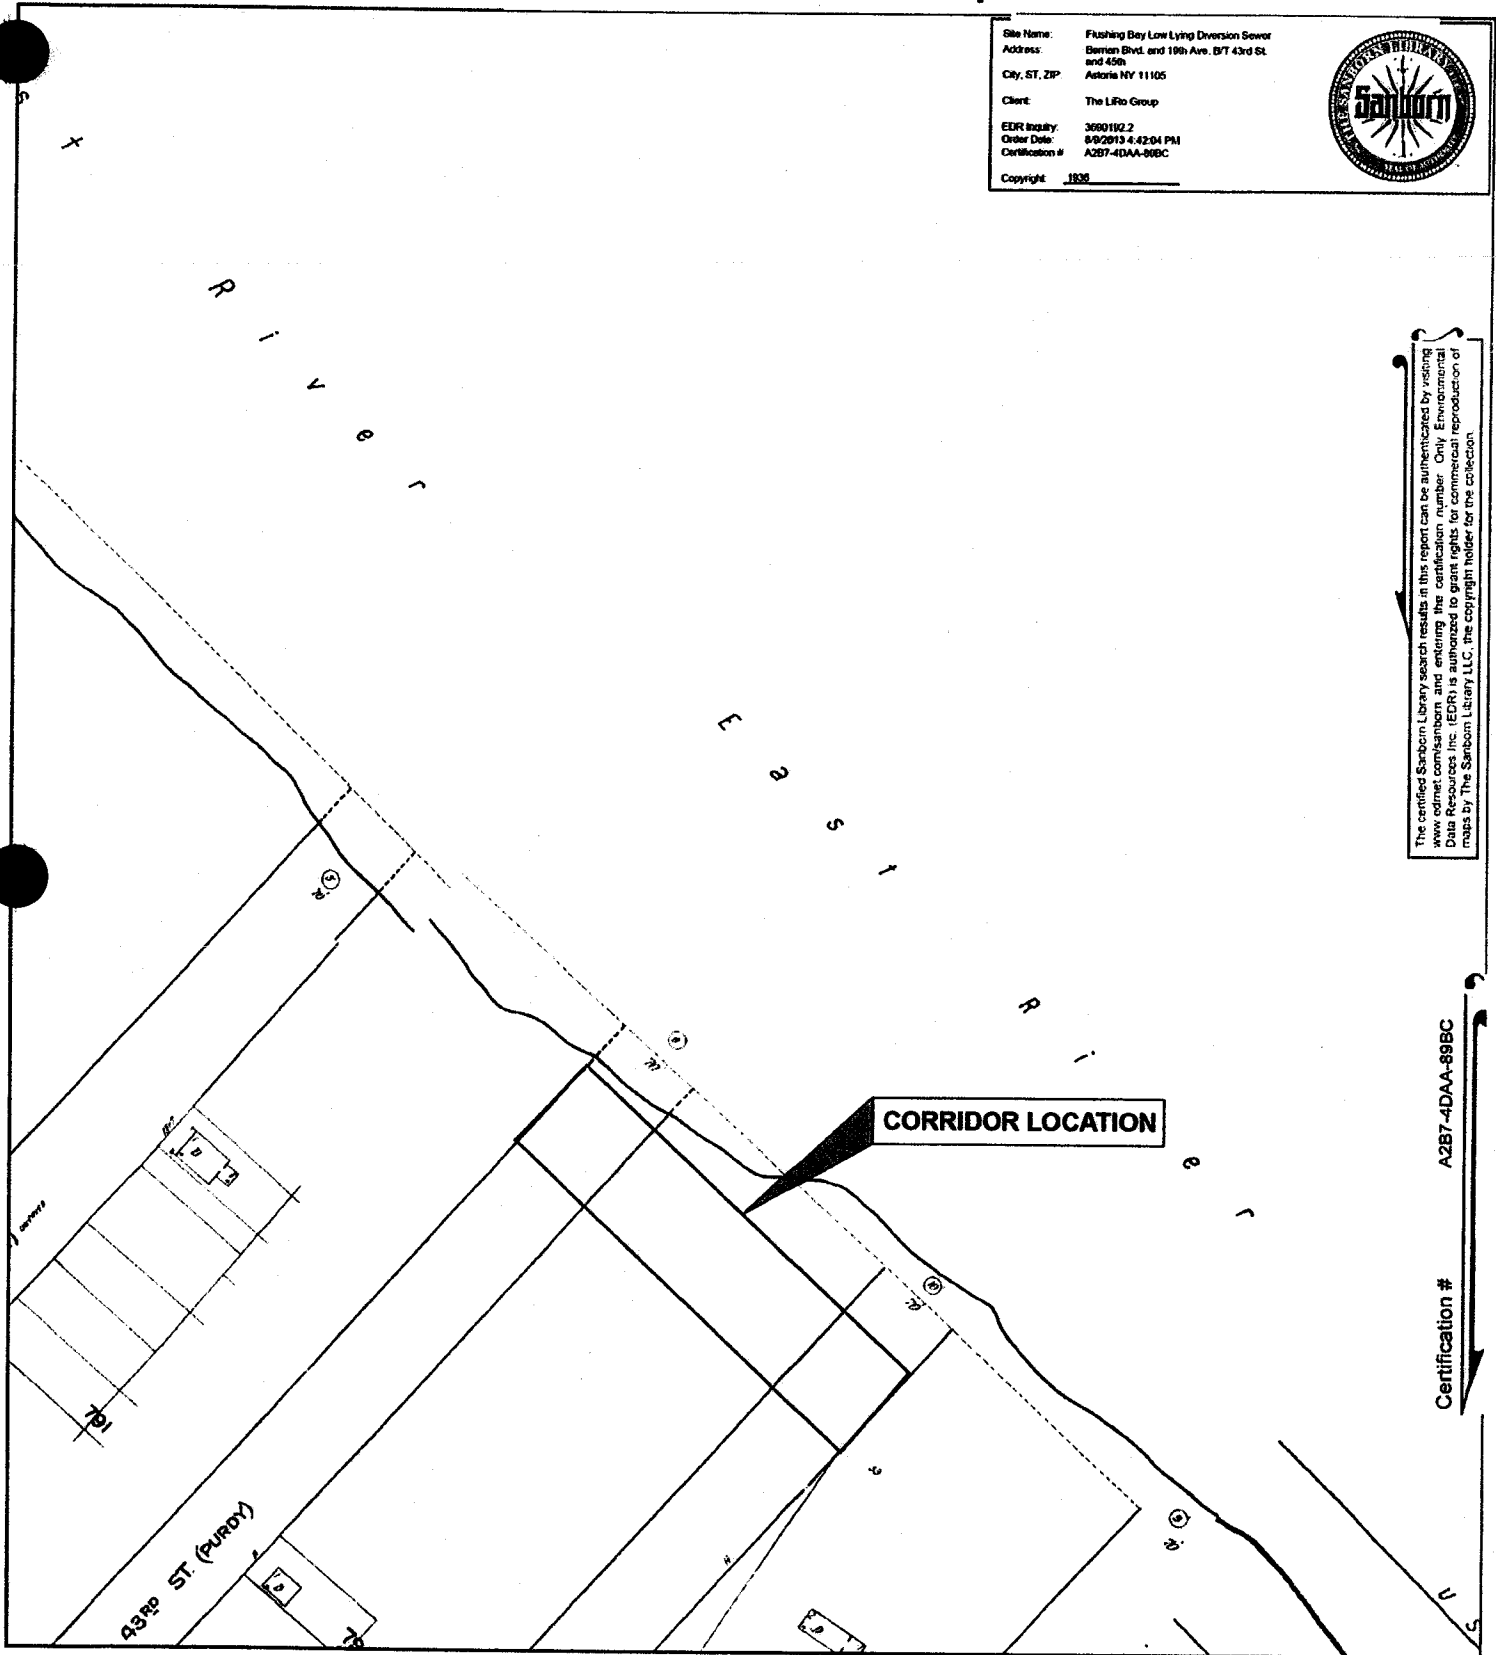 Site Name: Flushing Bay Low Lying Diversion Sewer
Address: Berrian Blvd. and 19th Ave. B/T 43rd St.
and 45th
City, ST, ZIP: Astoria NY 11105
Client: The LiRo Group
EDR Inquiry: 3690192.2
Order Date: 8/9/2013 4:42:04 PM
Certification # A2B7-4DAA-89BC
Copyright: 1936
Sanborn
The certified Sanborn Library search results in this report can be authenticated by visiting
www.edrnet.com/sanborn and entering the certification number. Only Environmental
Data Resources Inc. (EDR) is authorized to grant rights for commercial reproduction of
maps by The Sanborn Library LLC, the copyright holder for the collection.
Certification # A2B7-4DAA-89BC
s t
River
East
River
CORRIDOR LOCATION
791
43RD ST. (PURDY)
79
D
D
D
U S